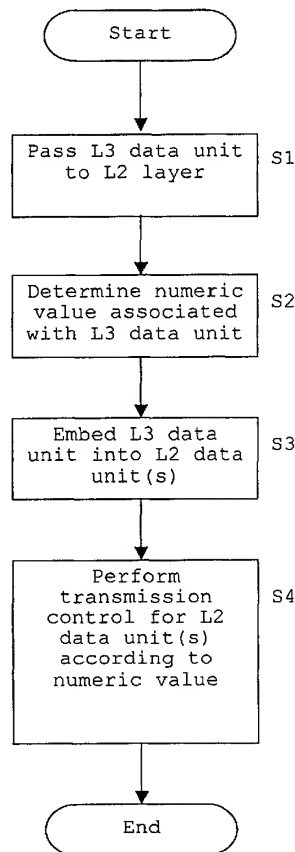 Start
Pass L3 data unit
to L2 layer
S1
Determine numeric
value associated
with L3 data unit
S2
Embed L3 data
unit into L2 data
unit(s)
S3
Perform
transmission
control for L2
data unit(s)
according to
numeric value
S4
End